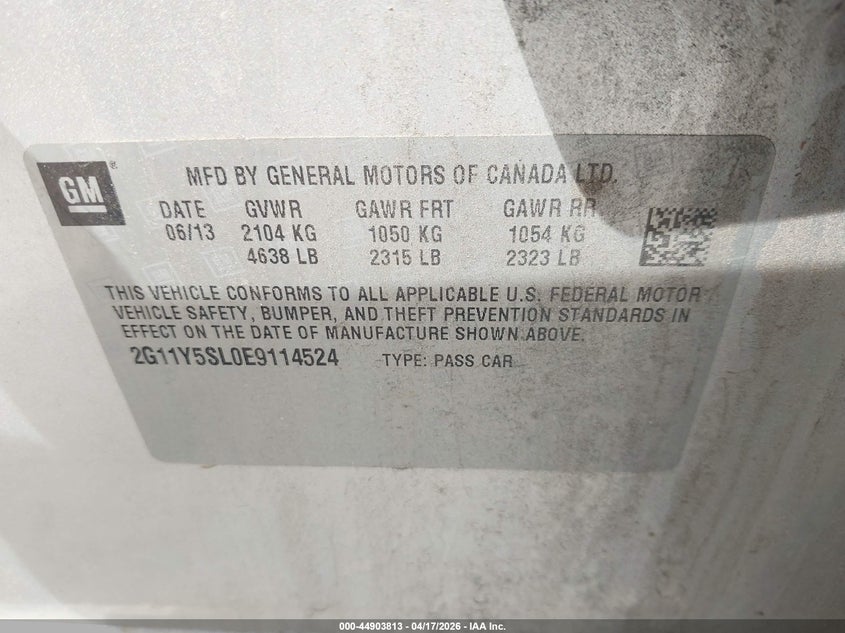 GM ®
MFD BY GENERAL MOTORS OF CANADA LTD.
DATE GVWR GAWR FRT GAWR RR
06/13 2104 KG 1050 KG 1054 KG
4638 LB 2315 LB 2323 LB
THIS VEHICLE CONFORMS TO ALL APPLICABLE U.S. FEDERAL MOTOR
VEHICLE SAFETY, BUMPER, AND THEFT PREVENTION STANDARDS IN
EFFECT ON THE DATE OF MANUFACTURE SHOWN ABOVE.
2G11Y5SL0E9114524 TYPE: PASS CAR
000-44903813 - 04/17/2026 - IAA Inc.